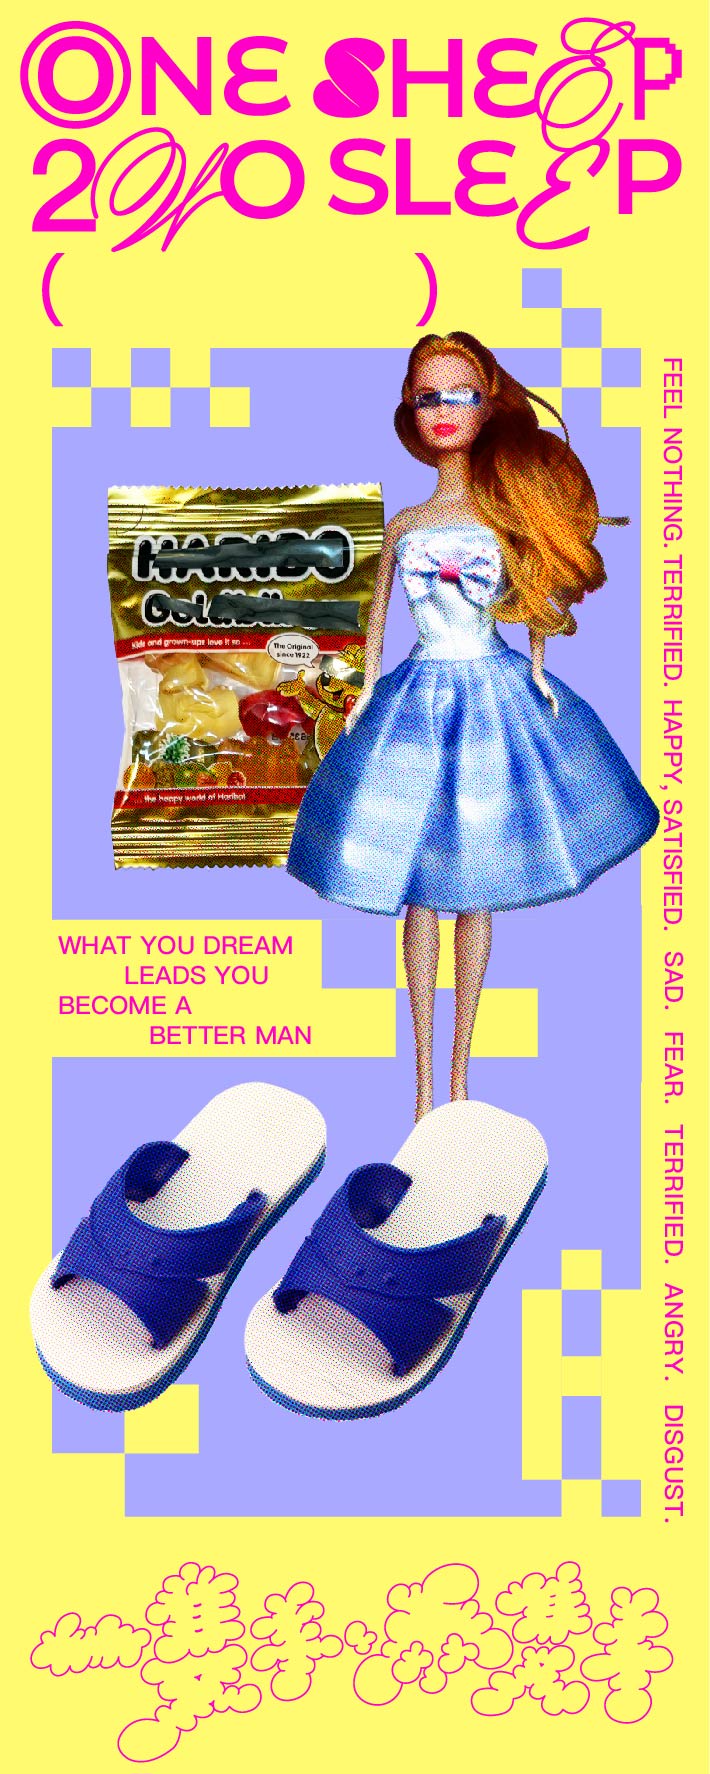 ONE SHEEP
2WO SLEEP
( )
FEEL NOTHING. TERRIFIED. HAPPY, SATISFIED. SAD. FEAR. TERRIFIED. ANGRY. DISGUST.
HARIBO
Kids and grown-ups love it so ...
The Original
since 1922
... the happy world of Haribo!
WHAT YOU DREAM
LEADS YOU
BECOME A
BETTER MAN